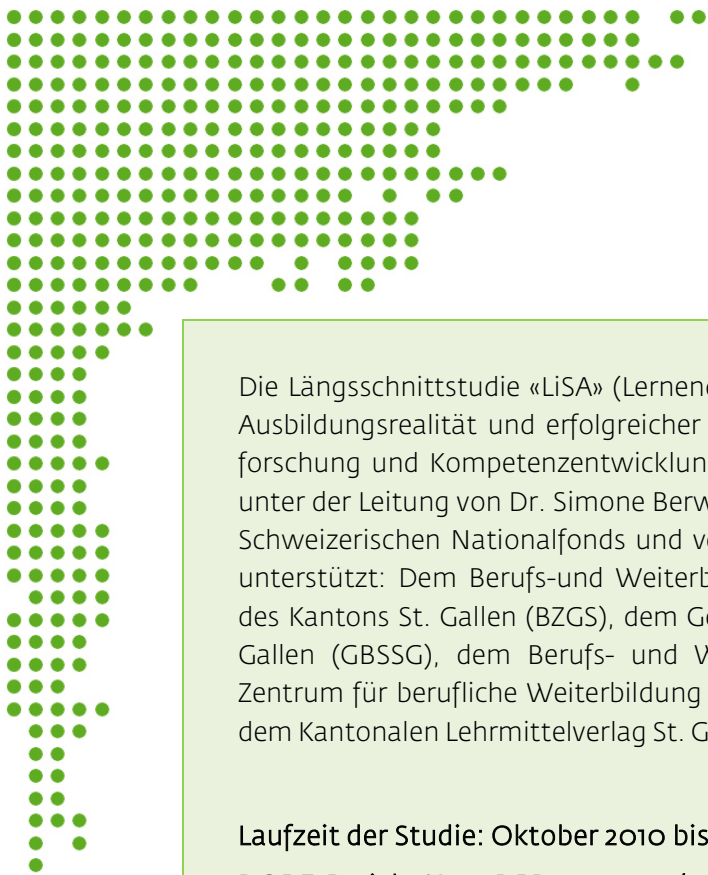 Die Längsschnittstudie «LiSA» (Lernend
Ausbildungsrealität und erfolgreicher
forschung und Kompetenzentwicklun
unter der Leitung von Dr. Simone Berw
Schweizerischen Nationalfonds und v
unterstützt: Dem Berufs-und Weiterb
des Kantons St. Gallen (BZGS), dem G
Gallen (GBSSG), dem Berufs- und W
Zentrum für berufliche Weiterbildung
dem Kantonalen Lehrmittelverlag St. G
Laufzeit der Studie: Oktober 2010 bis